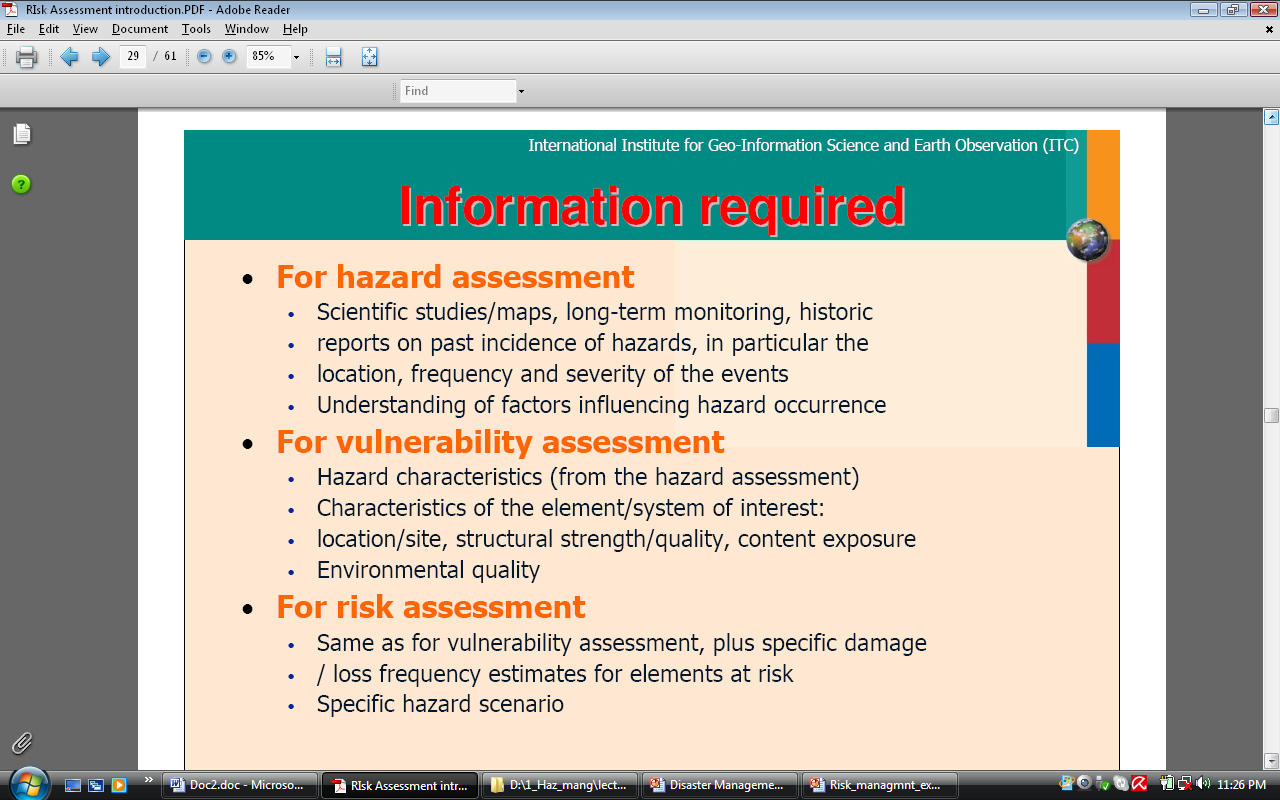 RIsk Assessment introduction.PDF - Adobe Reader
File Edit View Document Tools Window Help
29 / 61 85%
Find
International Institute for Geo-Information Science and Earth Observation (ITC)
Information required
• For hazard assessment
• Scientific studies/maps, long-term monitoring, historic
• reports on past incidence of hazards, in particular the
• location, frequency and severity of the events
• Understanding of factors influencing hazard occurrence
• For vulnerability assessment
• Hazard characteristics (from the hazard assessment)
• Characteristics of the element/system of interest:
• location/site, structural strength/quality, content exposure
• Environmental quality
• For risk assessment
• Same as for vulnerability assessment, plus specific damage
• / loss frequency estimates for elements at risk
• Specific hazard scenario
Doc2.doc - Microso... RIsk Assessment intr... D:\1_Haz_mang\lect... Disaster Manageme... Risk_managmnt_ex... 11:26 PM